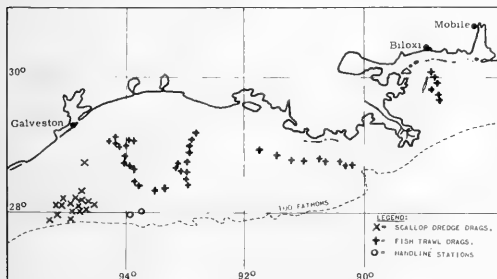 Mobile
Biloxi
30°
Galveston
100 FATHOMS
28°
LEGEND:
X = SCALLOP DREDGE DRAGS.
+ = FISH TRAWL DRAGS.
O = HANDLINE STATIONS
94° 92° 90°